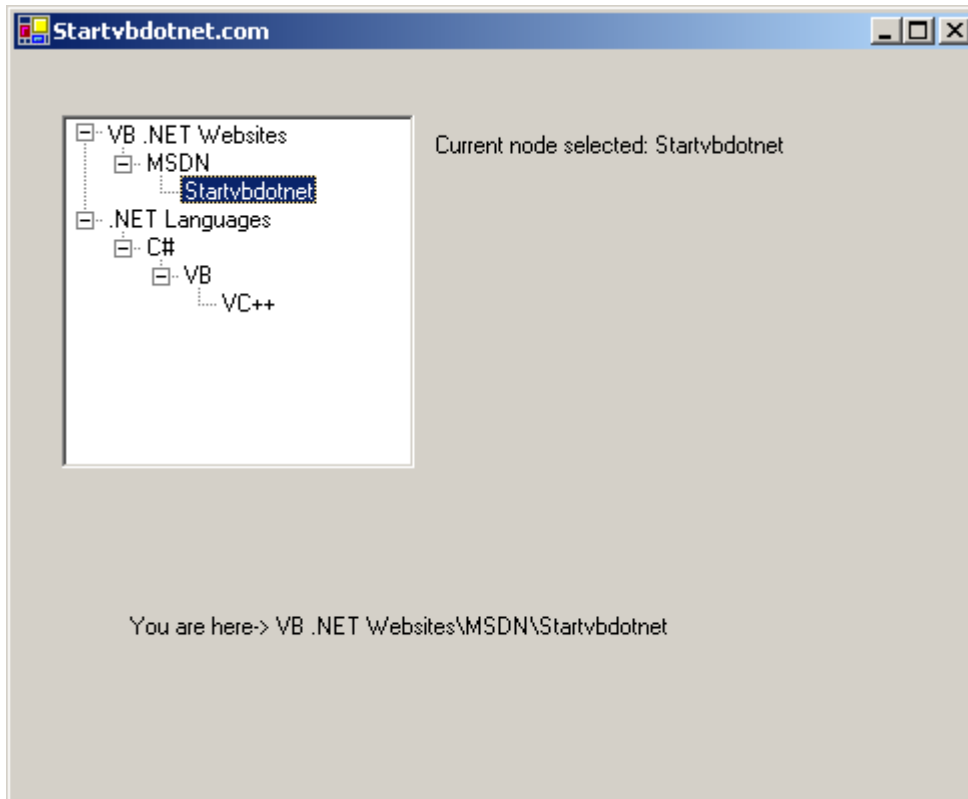 Startvbdotnet.com
VB .NET Websites
MSDN
Startvbdotnet
.NET Languages
C#
VB
VC++
Current node selected: Startvbdotnet
You are here-> VB .NET Websites\MSDN\Startvbdotnet